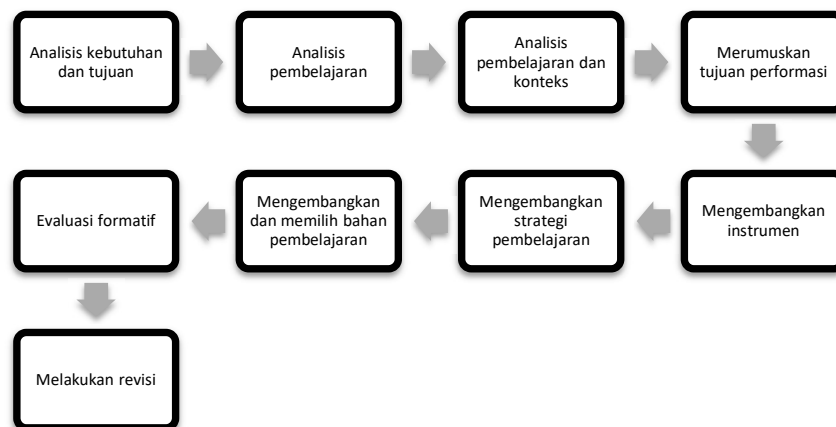 Analisis kebutuhan
dan tujuan
Analisis
pembelajaran
Analisis
pembelajaran dan
konteks
Merumuskan
tujuan performasi
Mengembangkan
instrumen
Mengembangkan
strategi
pembelajaran
Mengembangkan
dan memilih bahan
pembelajaran
Evaluasi formatif
Melakukan revisi